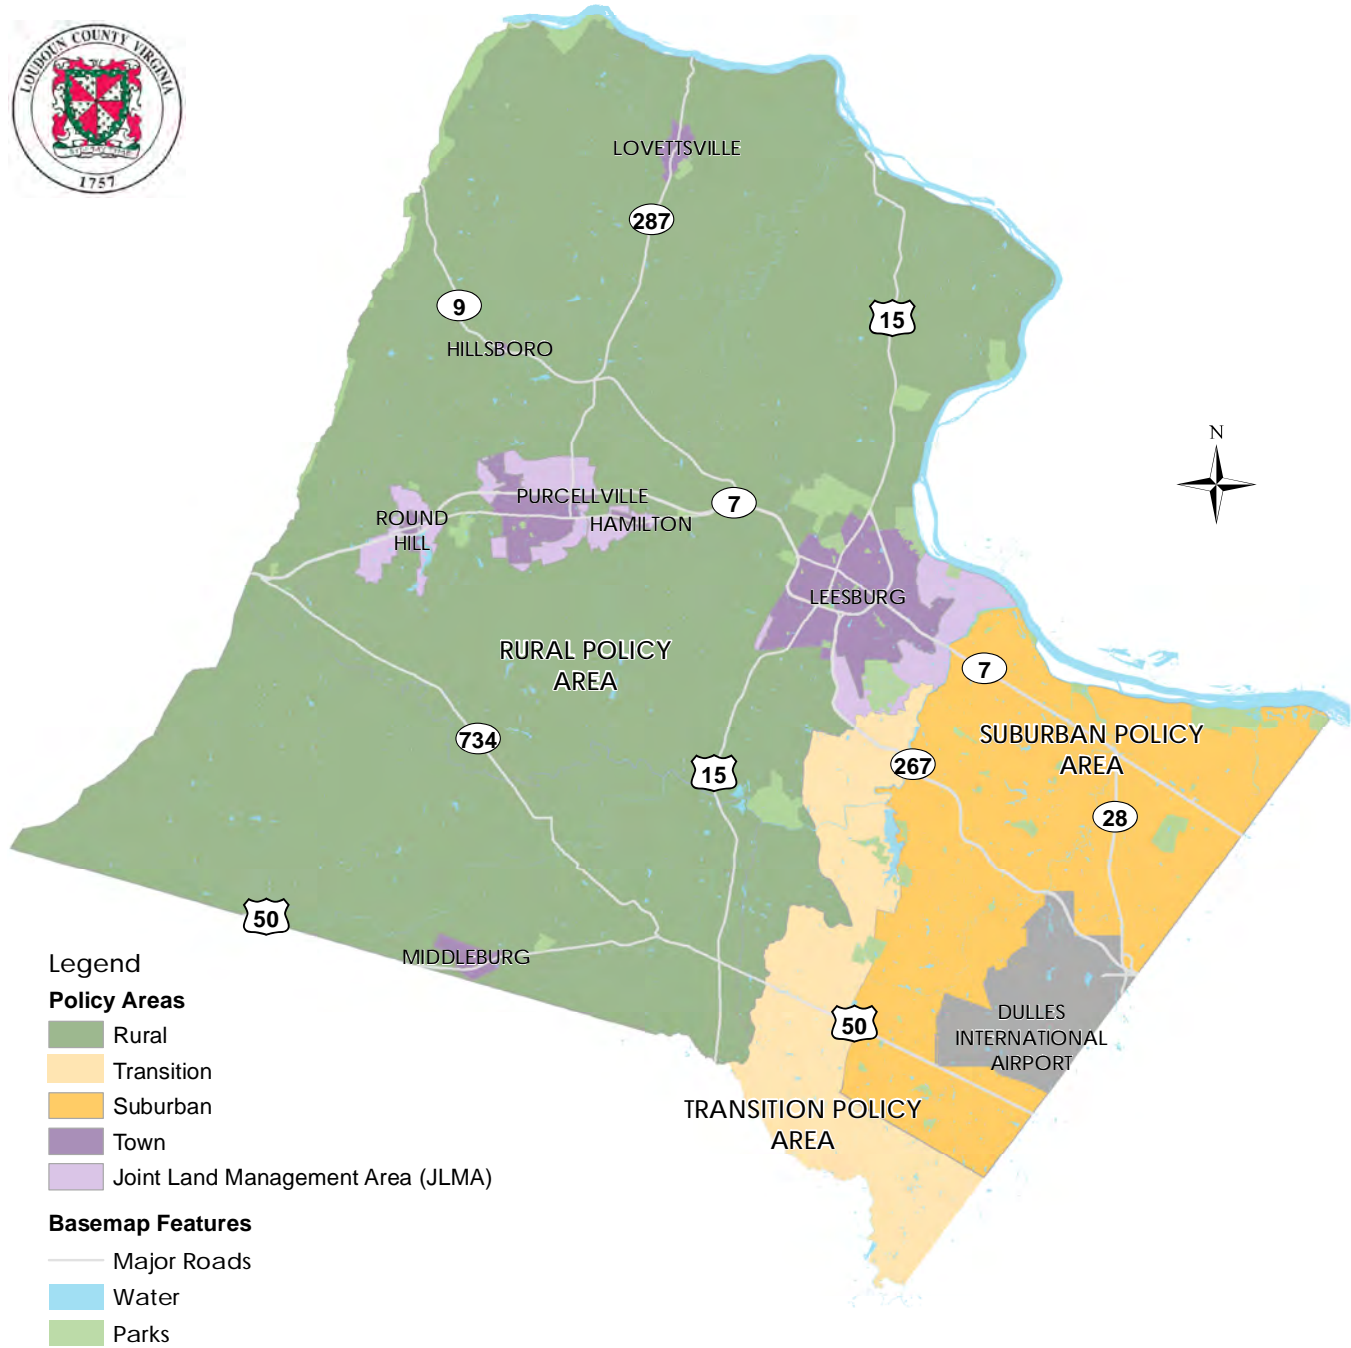 LOUDOUN COUNTY VIRGINIA
1757
LOVETTSVILLE
287
9
15
HILLSBORO
N
PURCELLVILLE
7
ROUND
HILL
HAMILTON
LEESBURG
RURAL POLICY
AREA
7
734
15
SUBURBAN POLICY
AREA
267
28
50
MIDDLEBURG
DULLES
INTERNATIONAL
AIRPORT
50
TRANSITION POLICY
AREA
Legend
Policy Areas
Rural
Transition
Suburban
Town
Joint Land Management Area (JLMA)
Basemap Features
Major Roads
Water
Parks